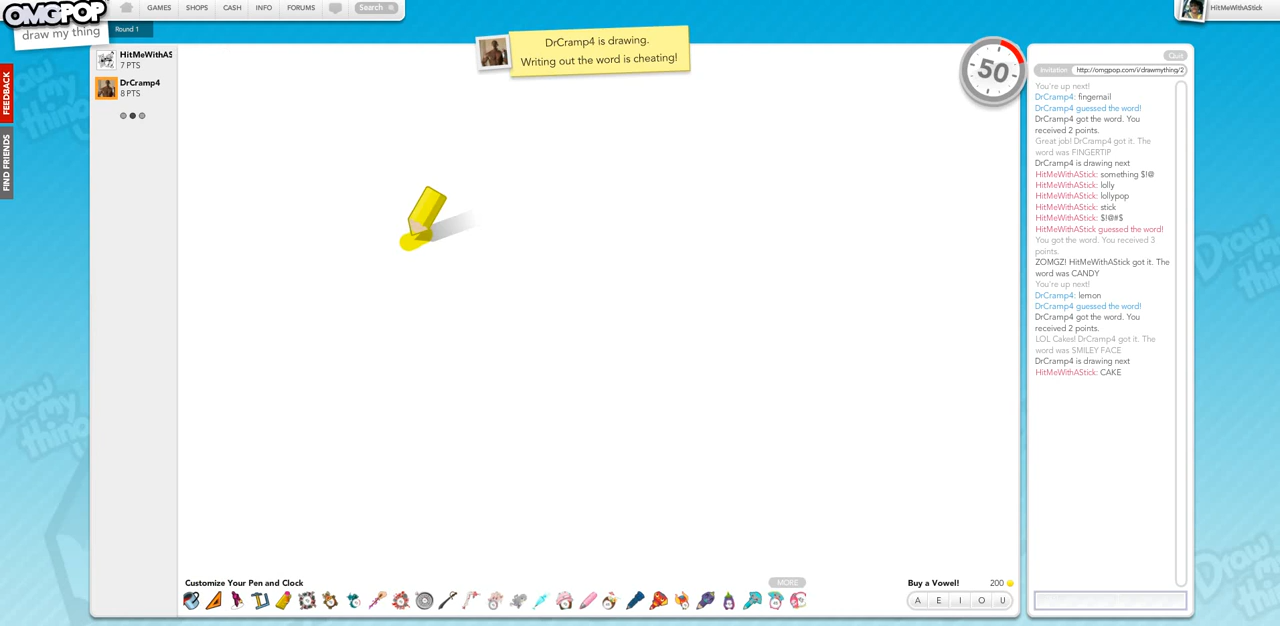 OMGPOP
GAMES
SHOPS
CASH
INFO
FORUMS
Search
HitMeWithAStick
draw my thing
Round 1
FEEDBACK
FIND FRIENDS
HitMeWithAS
7 PTS
DrCramp4
8 PTS
DrCramp4 is drawing.
Writing out the word is cheating!
50
Quit
Invitation
http://omgpop.com/i/drawmything/2
You're up next!
DrCramp4: fingernail
DrCramp4 guessed the word!
DrCramp4 got the word. You
received 2 points.
Great job! DrCramp4 got it. The
word was FINGERTIP
DrCramp4 is drawing next
HitMeWithAStick: something $!@
HitMeWithAStick: lolly
HitMeWithAStick: lollypop
HitMeWithAStick: stick
HitMeWithAStick: $!@#$
HitMeWithAStick guessed the word!
You got the word. You received 3
points.
ZOMGZ! HitMeWithAStick got it. The
word was CANDY
You're up next!
DrCramp4: lemon
DrCramp4 guessed the word!
DrCramp4 got the word. You
received 2 points.
LOL Cakes! DrCramp4 got it. The
word was SMILEY FACE
DrCramp4 is drawing next
HitMeWithAStick: CAKE
Customize Your Pen and Clock
MORE
Buy a Vowel!
200
A E I O U
Draw my thing